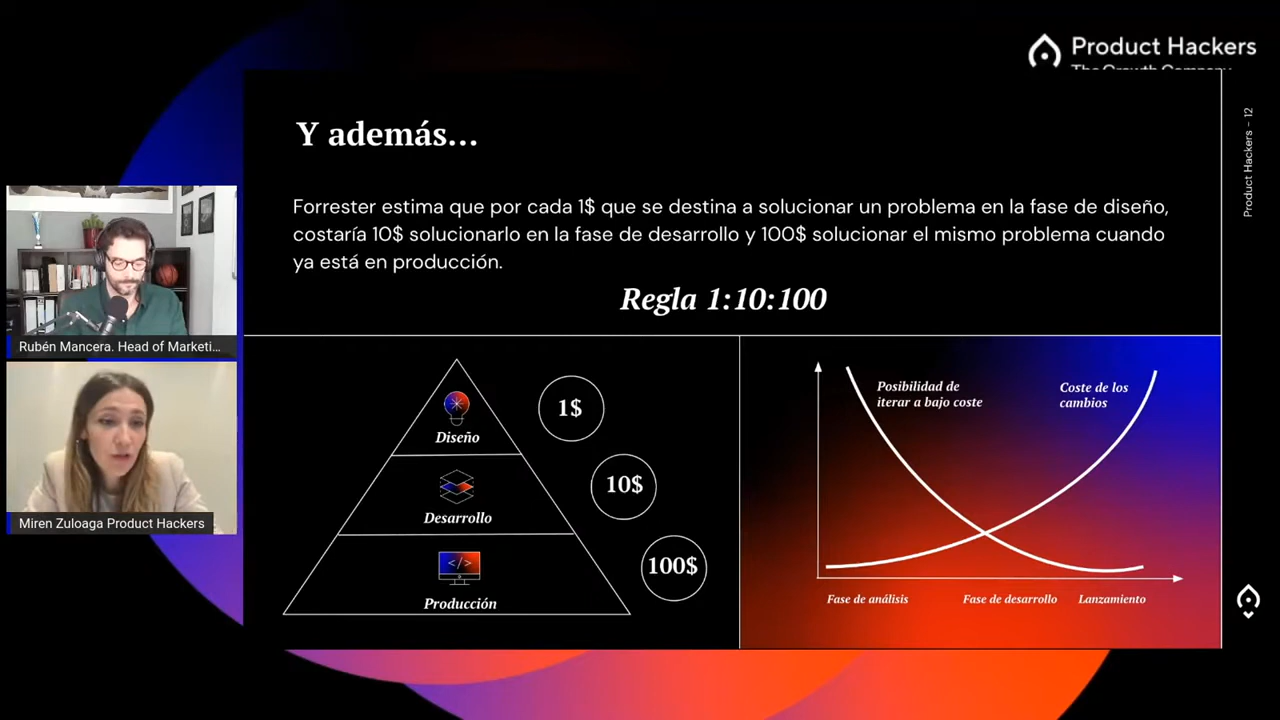 Product Hackers
The Growth Company
Product Hackers - 12
Y además...
Forrester estima que por cada 1$ que se destina a solucionar un problema en la fase de diseño,
costaría 10$ solucionarlo en la fase de desarrollo y 100$ solucionar el mismo problema cuando
ya está en producción.
Regla 1:10:100
Rubén Mancera. Head of Marketi...
Miren Zuloaga Product Hackers
Diseño
1$
Desarrollo
10$
</>
Producción
100$
Posibilidad de
iterar a bajo coste
Coste de los
cambios
Fase de análisis
Fase de desarrollo
Lanzamiento